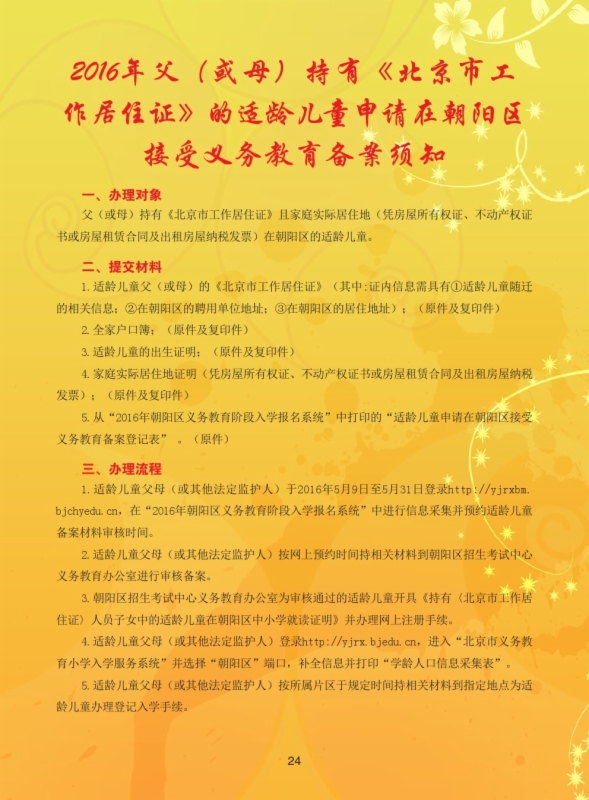 2016年父（或母）持有《北京市工
作居住证》的适龄儿童申请在朝阳区
接受义务教育备案须知
一、办理对象
父（或母）持有《北京市工作居住证》且家庭实际居住地（凭房屋所有权证、不动产权证
书或房屋租赁合同及出租房屋纳税发票）在朝阳区的适龄儿童。
二、提交材料
1.适龄儿童父（或母）的《北京市工作居住证》（其中:证内信息需具有①适龄儿童随迁
的相关信息；②在朝阳区的聘用单位地址；③在朝阳区的居住地址）；（原件及复印件）
2.全家户口簿；（原件及复印件）
3.适龄儿童的出生证明；（原件及复印件）
4.家庭实际居住地证明（凭房屋所有权证、不动产权证书或房屋租赁合同及出租房屋纳税
发票）；（原件及复印件）
5.从“2016年朝阳区义务教育阶段入学报名系统”中打印的“适龄儿童申请在朝阳区接受
义务教育备案登记表” 。（原件）
三、办理流程
1.适龄儿童父母（或其他法定监护人）于2016年5月9日至5月31日登录http://yjrxbm.
bjchyedu.cn，在“2016年朝阳区义务教育阶段入学报名系统”中进行信息采集并预约适龄儿童
备案材料审核时间。
2.适龄儿童父母（或其他法定监护人）按网上预约时间持相关材料到朝阳区招生考试中心
义务教育办公室进行审核备案。
3.朝阳区招生考试中心义务教育办公室为审核通过的适龄儿童开具《持有〈北京市工作居
住证〉人员子女中的适龄儿童在朝阳区中小学就读证明》并办理网上注册手续。
4.适龄儿童父母（或其他法定监护人）登录http://yjrx.bjedu.cn，进入“北京市义务教
育小学入学服务系统”并选择“朝阳区”端口，补全信息并打印“学龄人口信息采集表”。
5.适龄儿童父母（或其他法定监护人）按所属片区于规定时间持相关材料到指定地点为适
龄儿童办理登记入学手续。
24